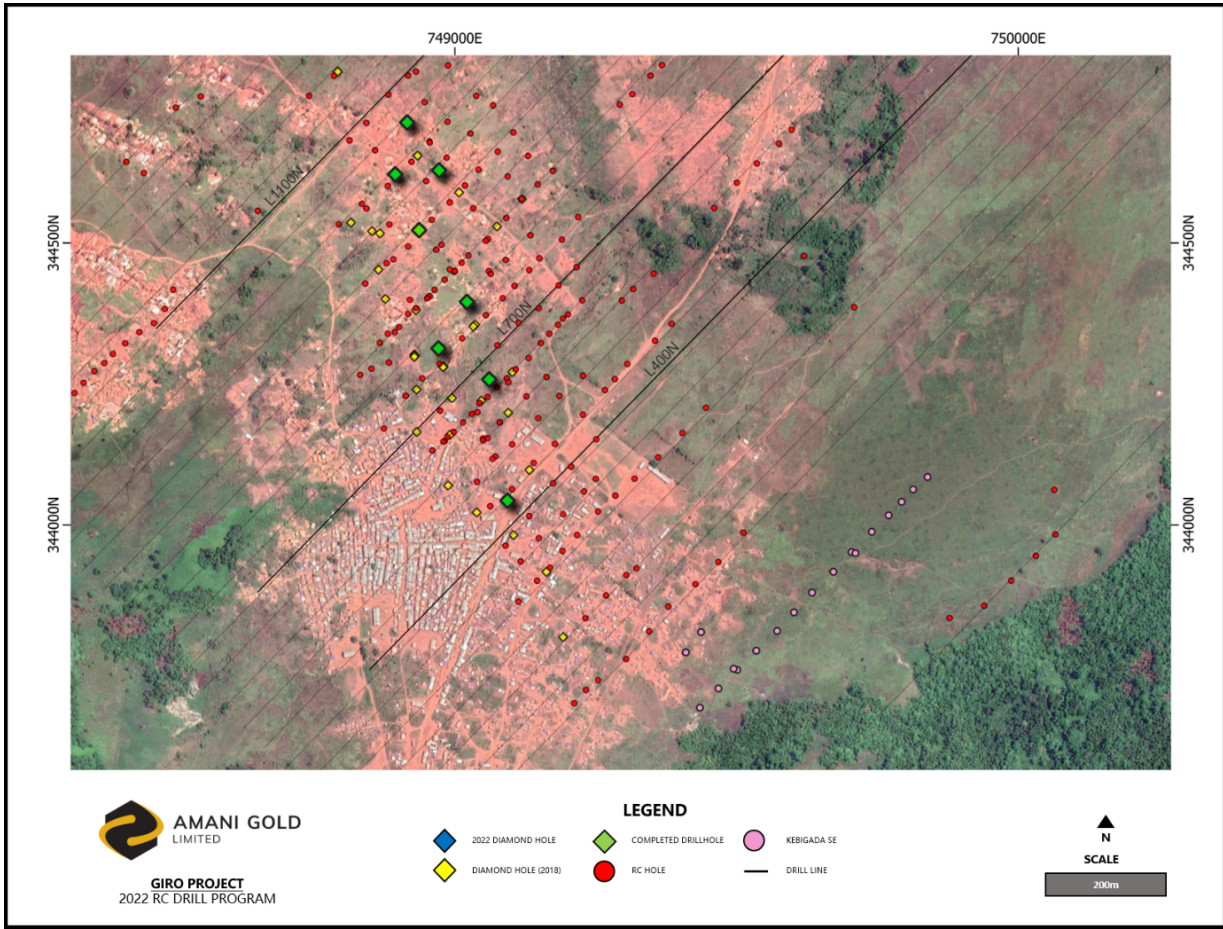 749000E
750000E
L1100N
344500N
344500N
L700N
L400N
344000N
344000N
AMANI GOLD
LIMITED
GIRO PROJECT
2022 RC DRILL PROGRAM
LEGEND
2022 DIAMOND HOLE
COMPLETED DRILLHOLE
KEBIGADA SE
DIAMOND HOLE (2018)
RC HOLE
DRILL LINE
N
SCALE
200m